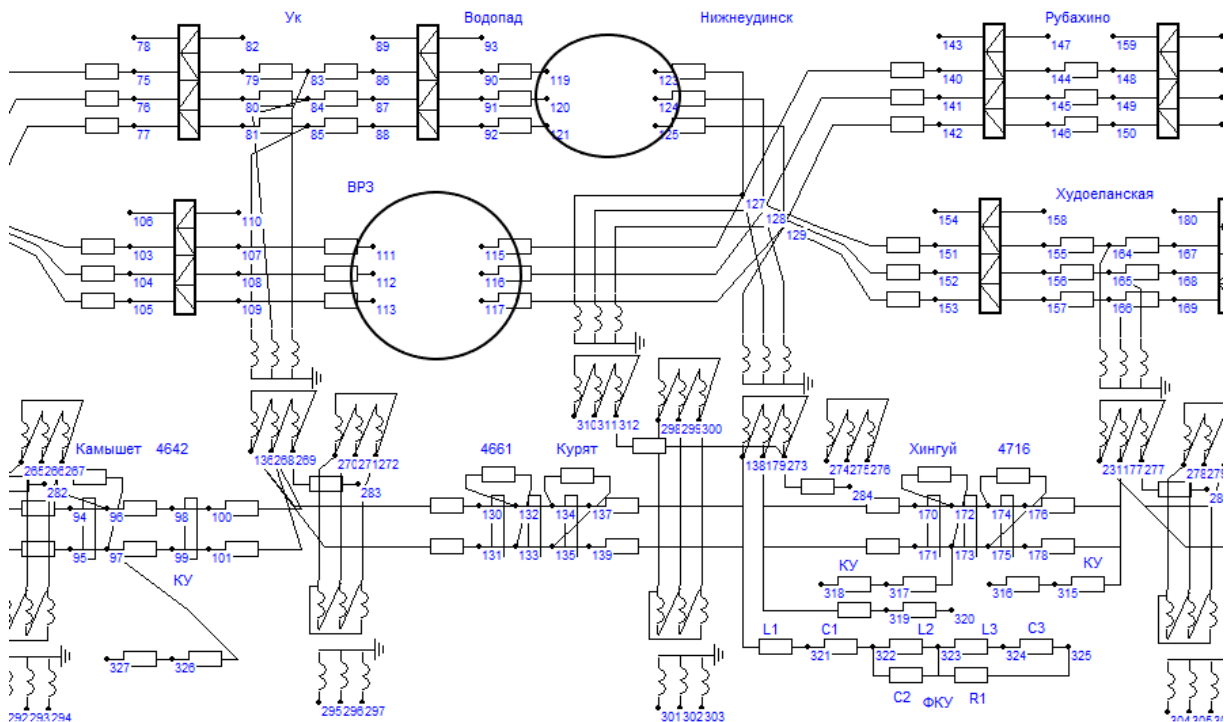 Ук Водопад Нижнеудинск Рубахино
78 82 89 93 143 147 159
75 79 83 86 90 119 123 140 144 148
76 80 84 87 91 120 124 141 145 149
77 81 85 88 92 121 125 142 146 150
ВРЗ Худоеланская
106 110 127 154 158 180
128
129
103 107 111 115 151 155 164 167
104 108 112 116 152 156 165 168
105 109 113 117 153 157 166 169
310 311 312 298 299 300
Камышет 4642 4661 Курят Хингуй 4716
265 266 267 136 268 269 270 271 272 138 179 273 274 275 276 231 177 277 278
282 283 284
94 96 98 100 130 132 134 137 170 172 174 176
95 97 99 101 131 133 135 139 171 173 175 178
КУ КУ КУ
318 317 316 315
319 320
L1 C1 L2 L3 C3
321 322 323 324 325
327 326
C2 ФКУ R1
292 293 294 295 296 297 301 302 303 304 305